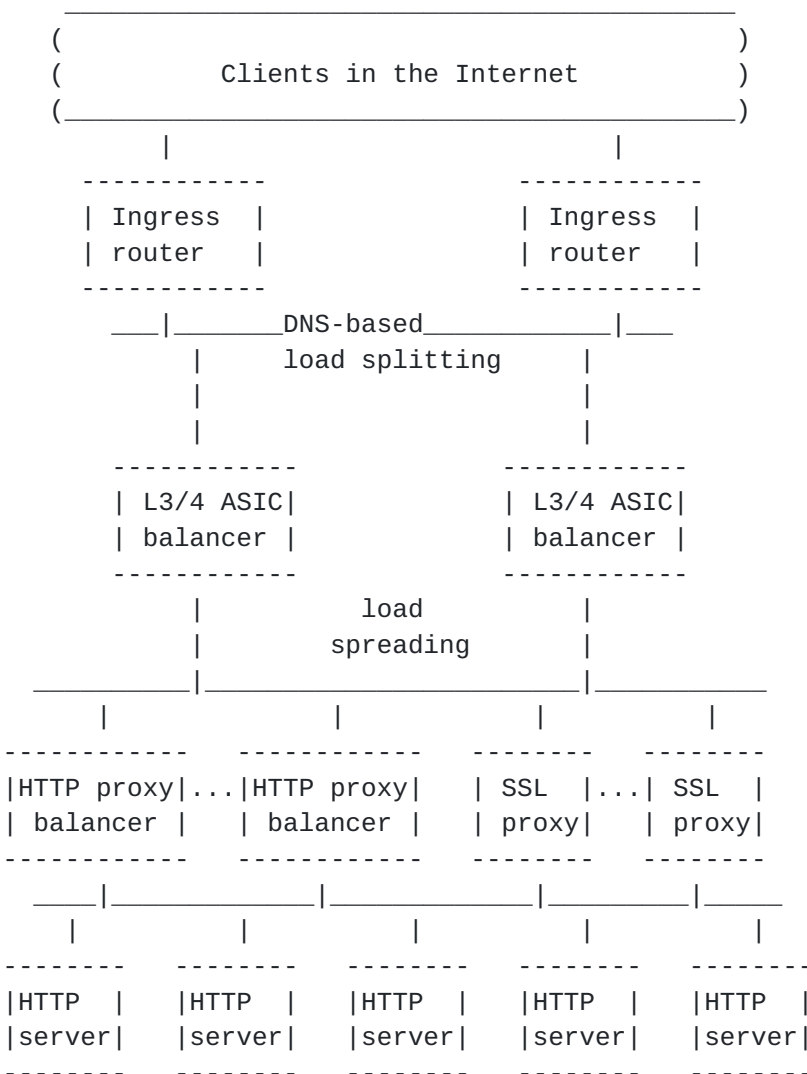 Clients in the Internet
Ingress Ingress
router router
DNS-based
load splitting
L3/4 ASIC L3/4 ASIC
balancer balancer
load
spreading
HTTP proxy ... HTTP proxy SSL ... SSL
balancer balancer proxy proxy
HTTP HTTP HTTP HTTP HTTP
server server server server server